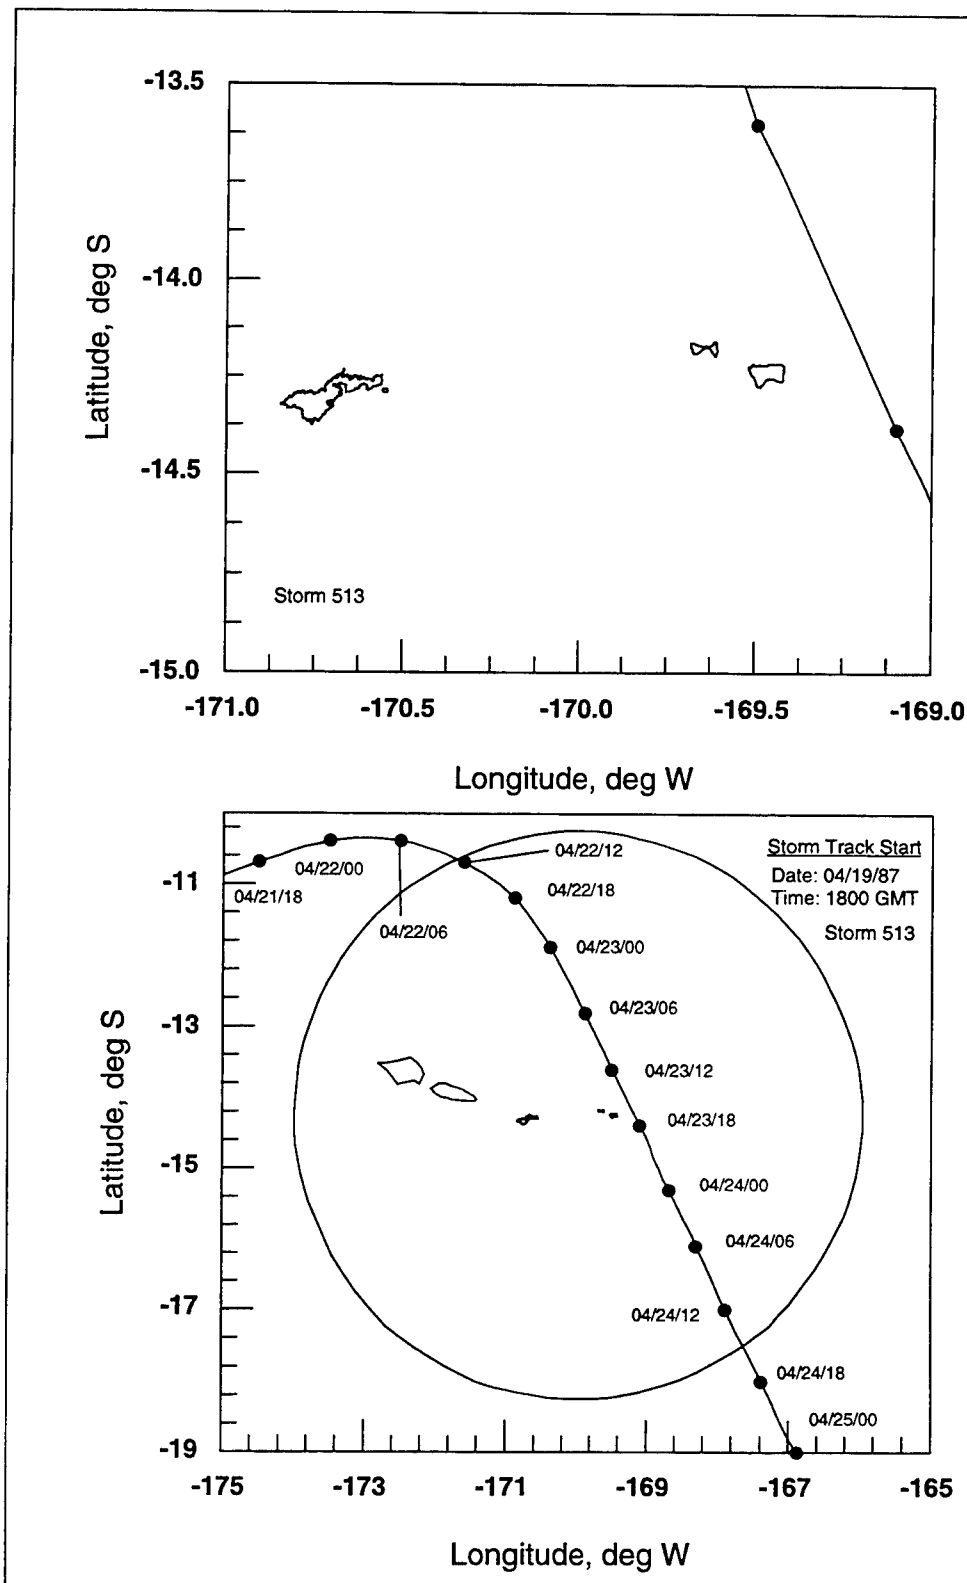 -13.5
-14.0
-14.5
-15.0
Latitude, deg S
Storm 513
-171.0 -170.5 -170.0 -169.5 -169.0
Longitude, deg W
-11
-13
-15
-17
-19
Latitude, deg S
Storm Track Start
Date: 04/19/87
Time: 1800 GMT
Storm 513
04/21/18
04/22/00
04/22/06
04/22/12
04/22/18
04/23/00
04/23/06
04/23/12
04/23/18
04/24/00
04/24/06
04/24/12
04/24/18
04/25/00
-175 -173 -171 -169 -167 -165
Longitude, deg W